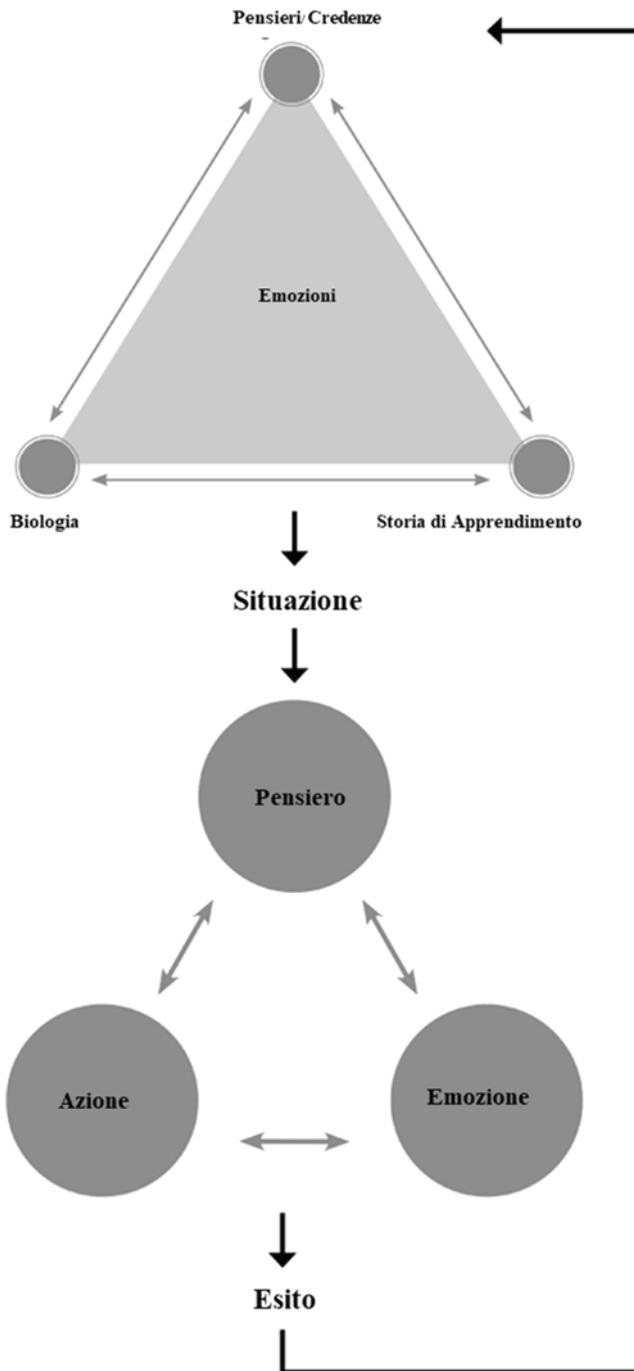 Pensieri/Credenze
Emozioni
Biologia
Storia di Apprendimento
Situazione
Pensiero
Azione
Emozione
Esito